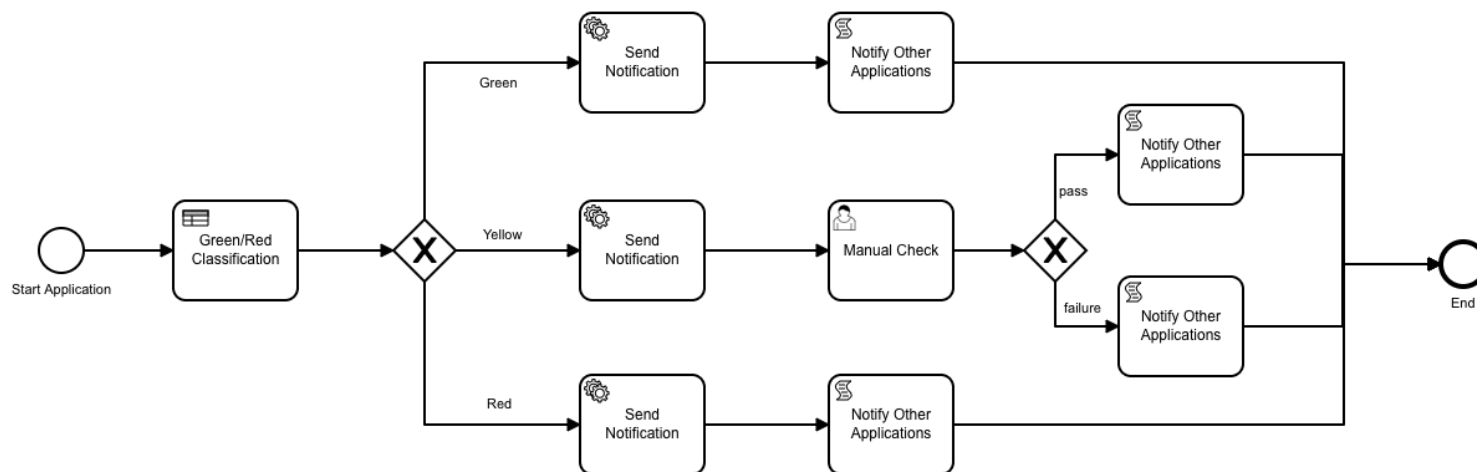 Send
Notification
Notify Other
Applications
Green
Notify Other
Applications
pass
Start Application
Green/Red
Classification
Yellow
Send
Notification
Manual Check
End
failure
Notify Other
Applications
Red
Send
Notification
Notify Other
Applications